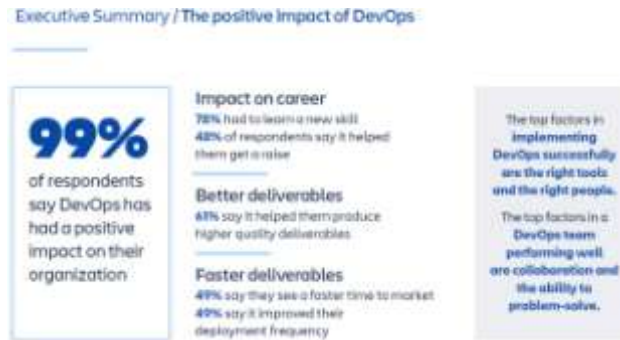 Executive Summary / The positive impact of DevOps
99%
of respondents
say DevOps has
had a positive
impact on their
organization
Impact on career
78% had to learn a new skill
48% of respondents say it helped
them get a raise
Better deliverables
61% say it helped them produce
higher quality deliverables
Faster deliverables
49% say they see a faster time to market
49% say it improved their
deployment frequency
The top factors in
implementing
DevOps successfully
are the right tools
and the right people.
The top factors in a
DevOps team
performing well
are collaboration and
the ability to
problem-solve.